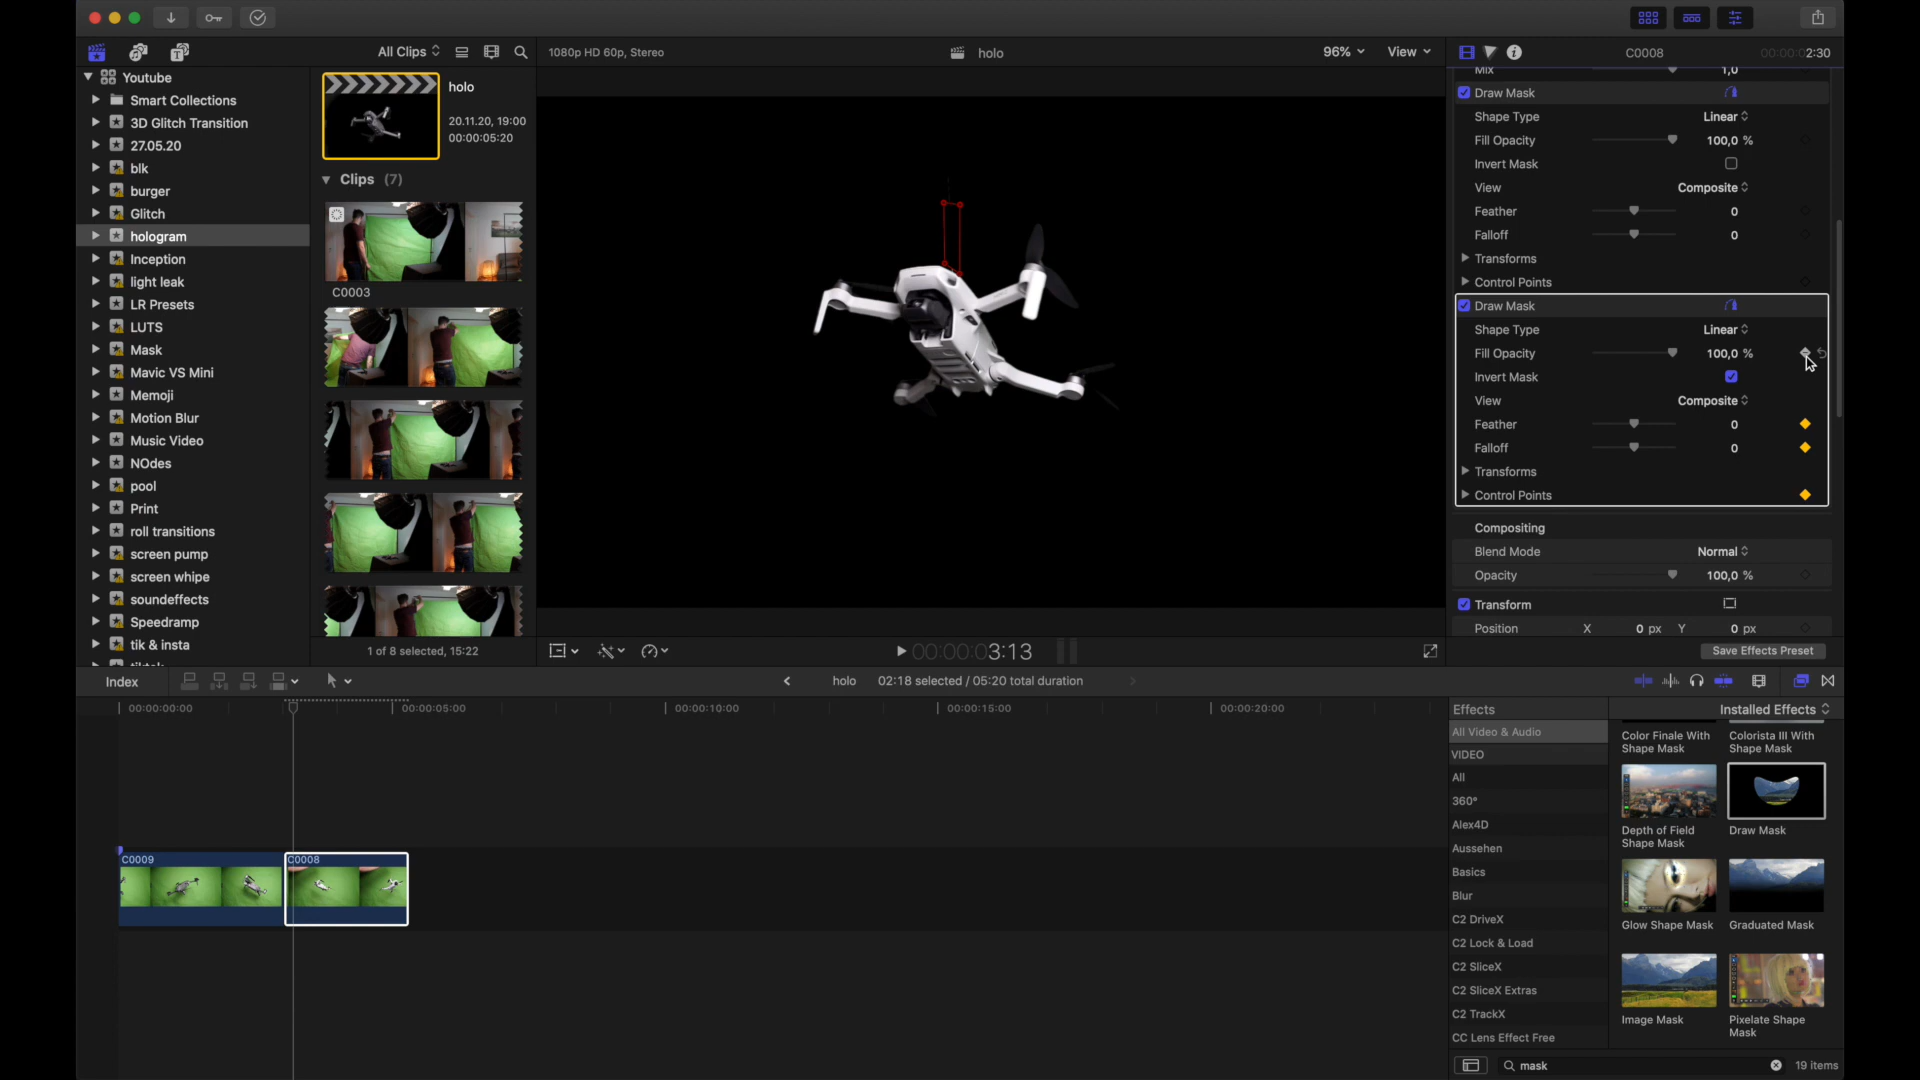 All Clips
1080p HD 60p, Stereo
holo
96%
View
C0008
00:00:02:30
Youtube
Smart Collections
3D Glitch Transition
27.05.20
blk
burger
Glitch
hologram
Inception
light leak
LR Presets
LUTS
Mask
Mavic VS Mini
Memoji
Motion Blur
Music Video
NOdes
pool
Print
roll transitions
screen pump
screen whipe
soundeffects
Speedramp
tik & insta
holo
20.11.20, 19:00
00:00:05:20
Clips (7)
C0003
1 of 8 selected, 15:22
00:00:03:13
Mix 1,0
Draw Mask
Shape Type Linear
Fill Opacity 100,0 %
Invert Mask
View Composite
Feather 0
Falloff 0
Transforms
Control Points
Draw Mask
Shape Type Linear
Fill Opacity 100,0 %
Invert Mask
View Composite
Feather 0
Falloff 0
Transforms
Control Points
Compositing
Blend Mode Normal
Opacity 100,0 %
Transform
Position X 0 px Y 0 px
Save Effects Preset
Index
holo
02:18 selected / 05:20 total duration
00:00:00:00
00:00:05:00
00:00:10:00
00:00:15:00
00:00:20:00
C0009
C0008
Effects
Installed Effects
All Video & Audio
VIDEO
All
360°
Alex4D
Aussehen
Basics
Blur
C2 DriveX
C2 Lock & Load
C2 SliceX
C2 SliceX Extras
C2 TrackX
CC Lens Effect Free
Color Finale With
Shape Mask
Colorista III With
Shape Mask
Depth of Field
Shape Mask
Draw Mask
Glow Shape Mask
Graduated Mask
Image Mask
Pixelate Shape
Mask
mask
19 items